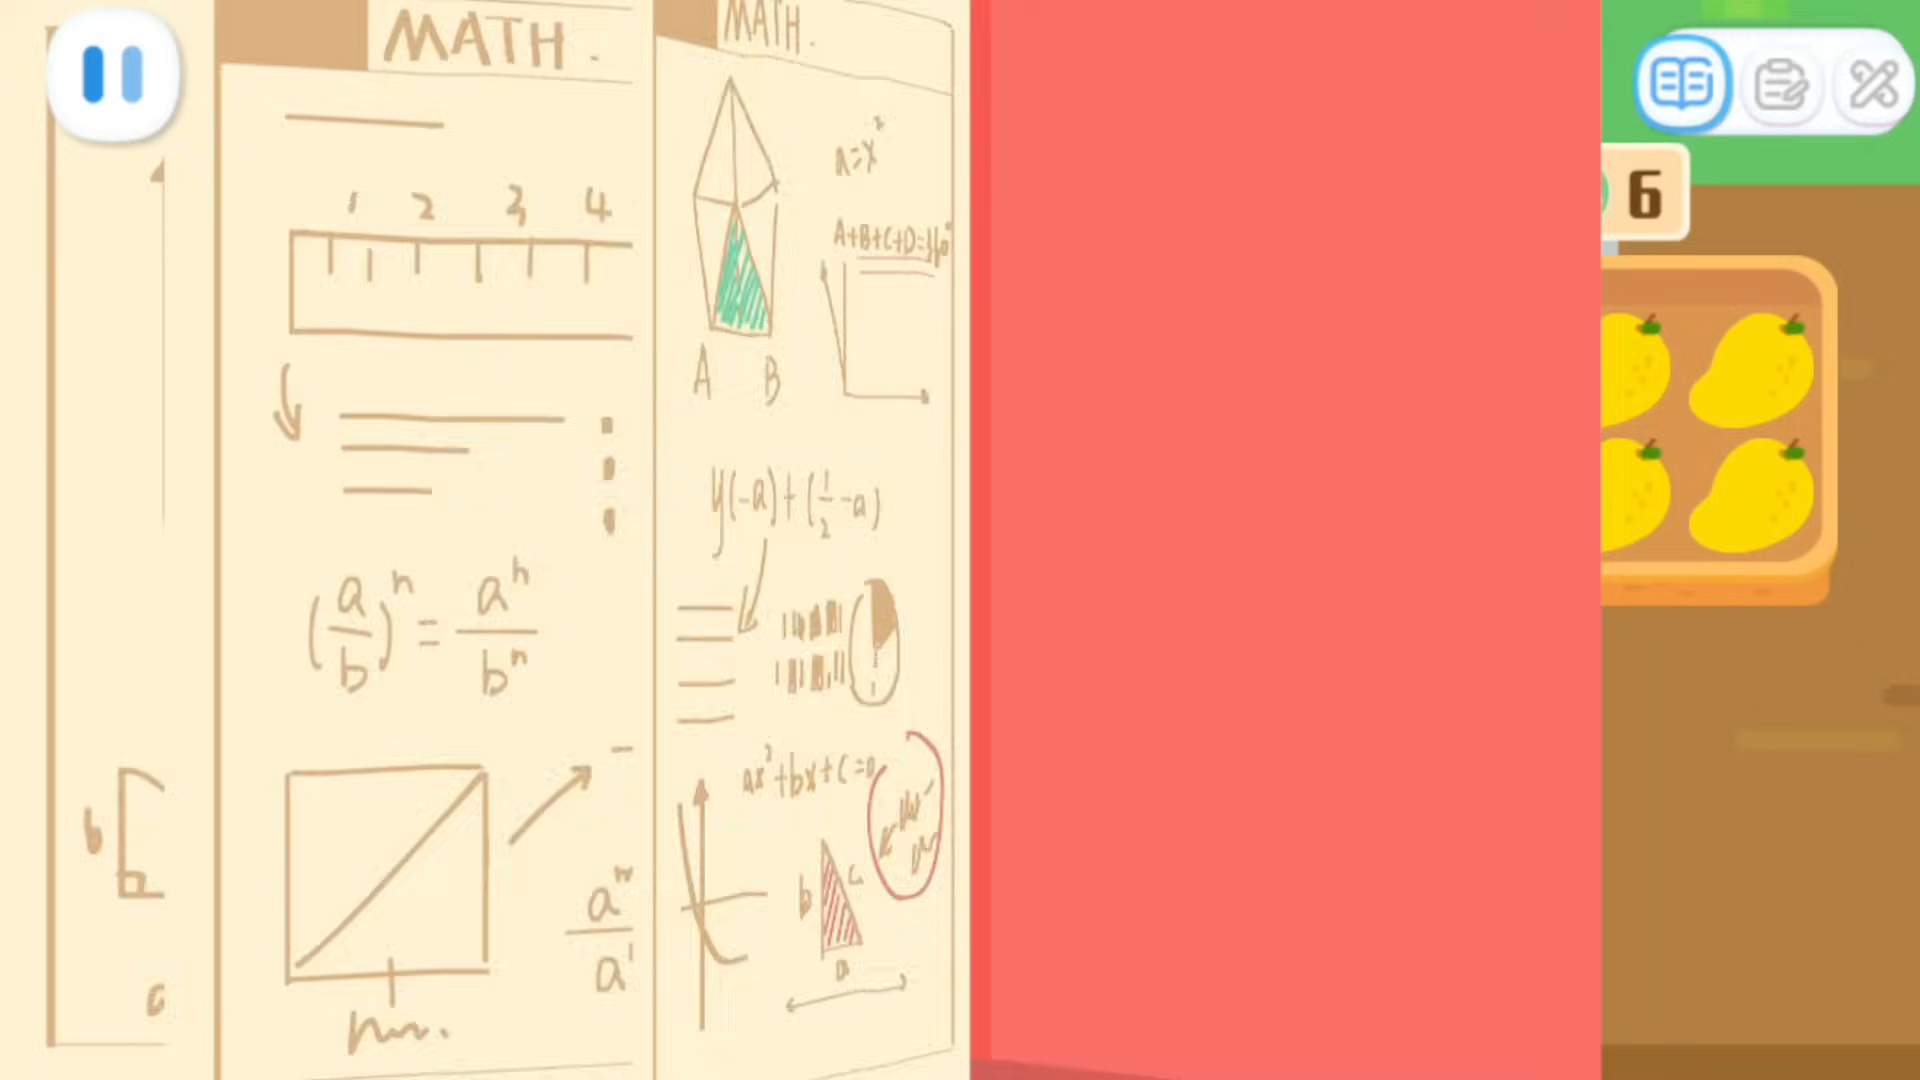 MATH.
1 2 3 4
(a/b)ⁿ = aⁿ/bⁿ
b
a
MATH.
a=x²
A+B+C+D=360°
A B
y(-a)+(1/2-a)
ax²+bx+c=0
b c
a
6